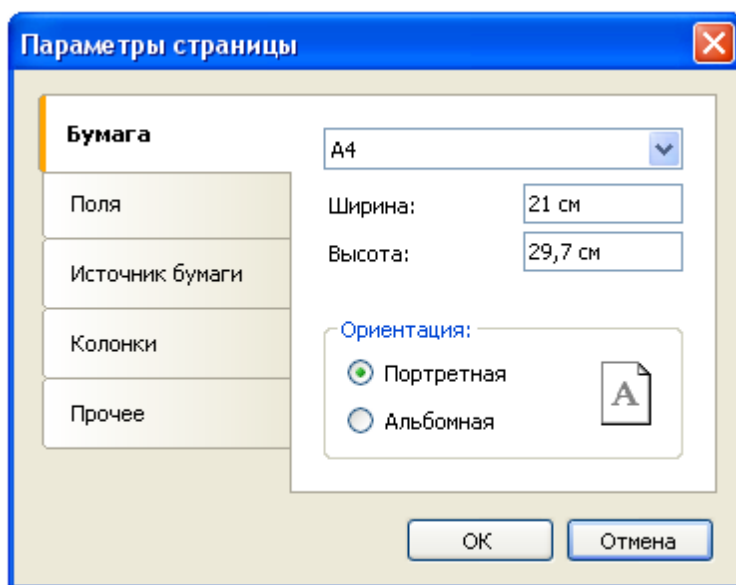 Параметры страницы
Бумага
Поля
Источник бумаги
Колонки
Прочее
A4
Ширина: 21 см
Высота: 29,7 см
Ориентация:
Портретная
Альбомная
A
OK
Отмена